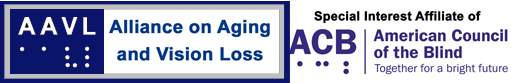 AAVL
Alliance on Aging
and Vision Loss
Special Interest Affiliate of
ACB
American Council
of the Blind
Together for a bright future